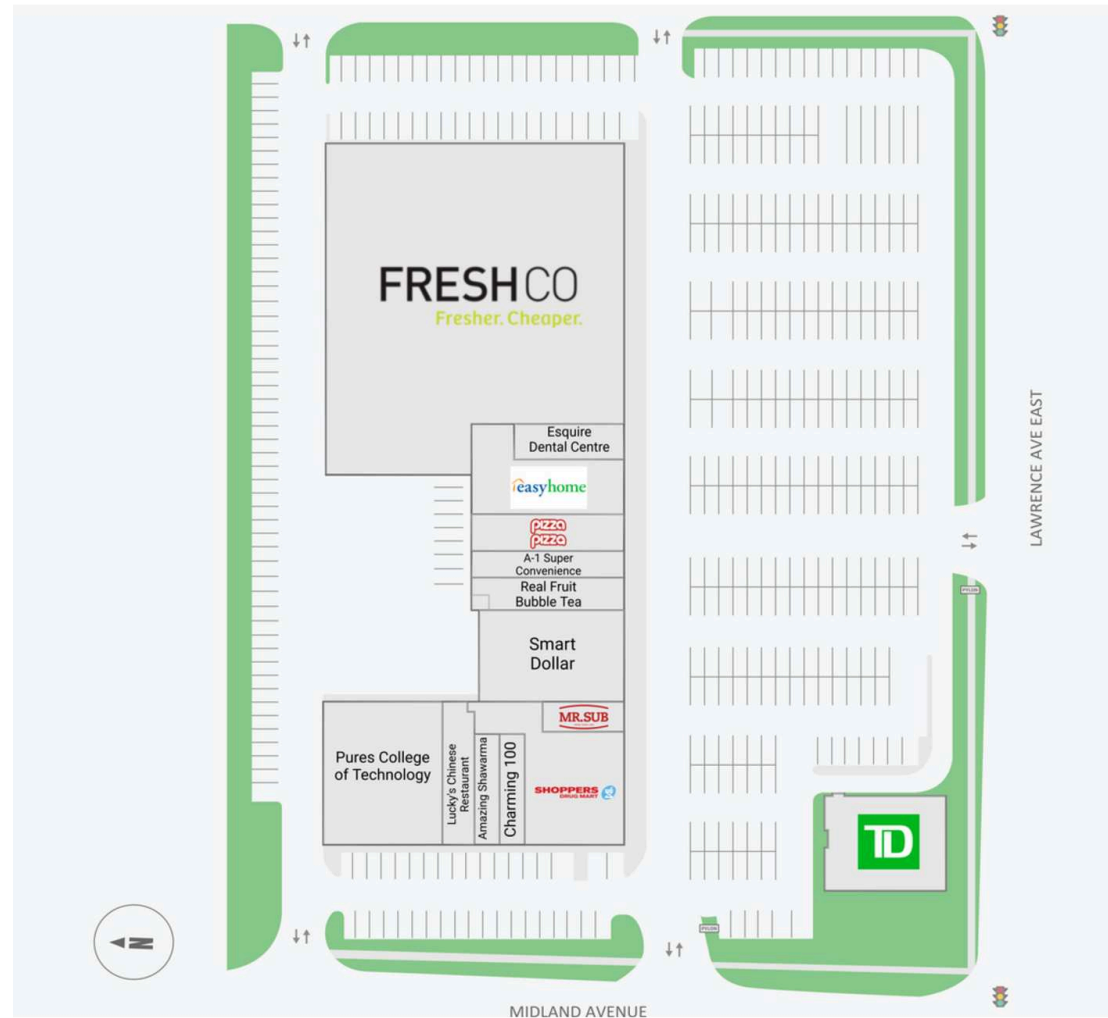 FRESHCO
Fresher. Cheaper.
Esquire
Dental Centre
easyhome
pizza
pizza
A-1 Super
Convenience
Real Fruit
Bubble Tea
Smart
Dollar
MR.SUB
Pures College
of Technology
Lucky's Chinese
Restaurant
Amazing Shawarma
Charming 100
SHOPPERS
DRUG MART
TD
PYLON
PYLON
LAWRENCE AVE EAST
MIDLAND AVENUE
N